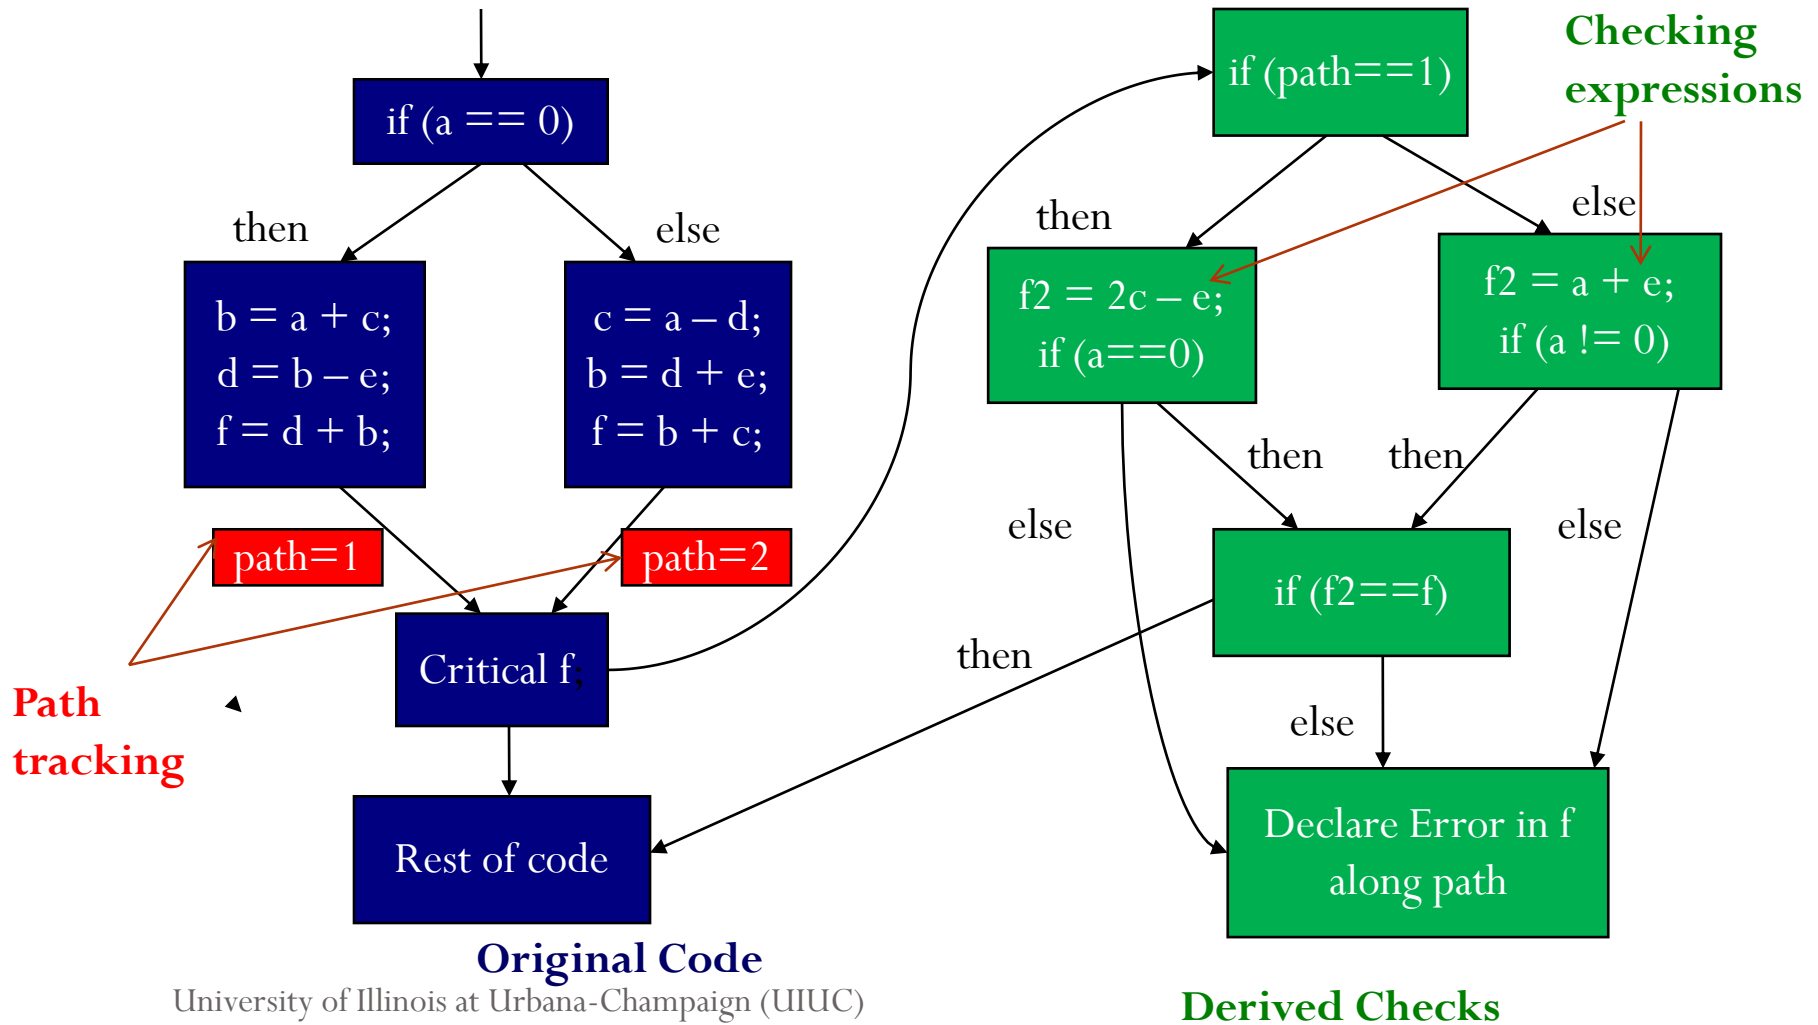 if (a == 0)
then
else
b = a + c;
d = b – e;
f = d + b;
c = a – d;
b = d + e;
f = b + c;
path=1
path=2
Critical f;
Path
tracking
Rest of code
Original Code
University of Illinois at Urbana-Champaign (UIUC)
Checking
expressions
if (path==1)
then
else
f2 = 2c – e;
if (a==0)
f2 = a + e;
if (a != 0)
then
then
else
else
if (f2==f)
then
else
Declare Error in f
along path
Derived Checks